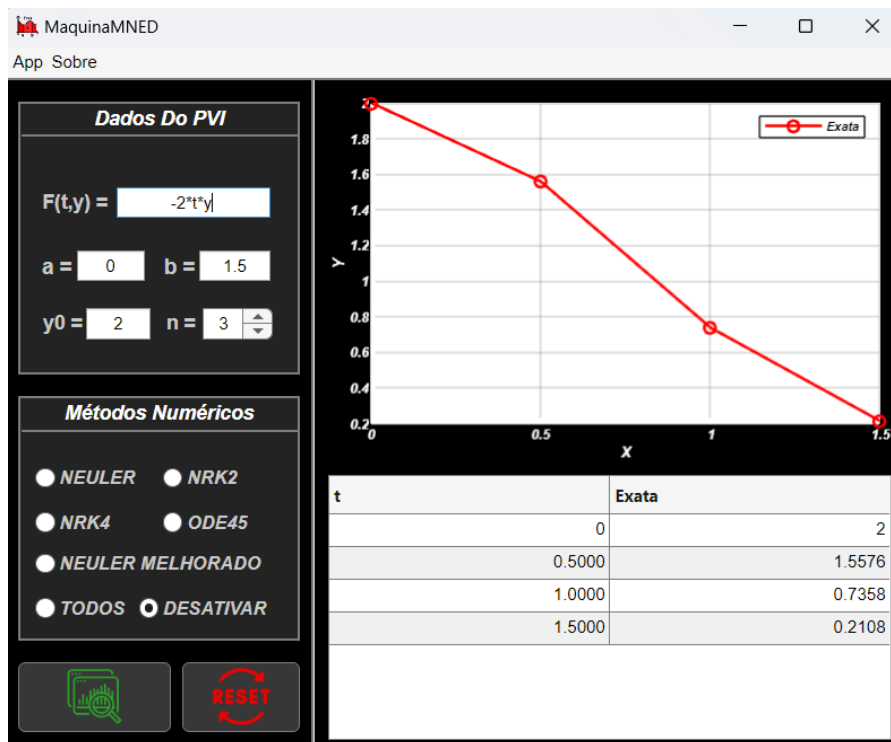 MaquinaMNED
App Sobre
Dados Do PVI
F(t,y) = -2*t*y
a = 0 b = 1.5
y0 = 2 n = 3
Métodos Numéricos
NEULER NRK2
NRK4 ODE45
NEULER MELHORADO
TODOS DESATIVAR
RESET
Exata
2
1.8
1.6
1.4
1.2
1
0.8
0.6
0.4
0.2
Y
0 0.5 1 1.5
X
t Exata
0 2
0.5000 1.5576
1.0000 0.7358
1.5000 0.2108